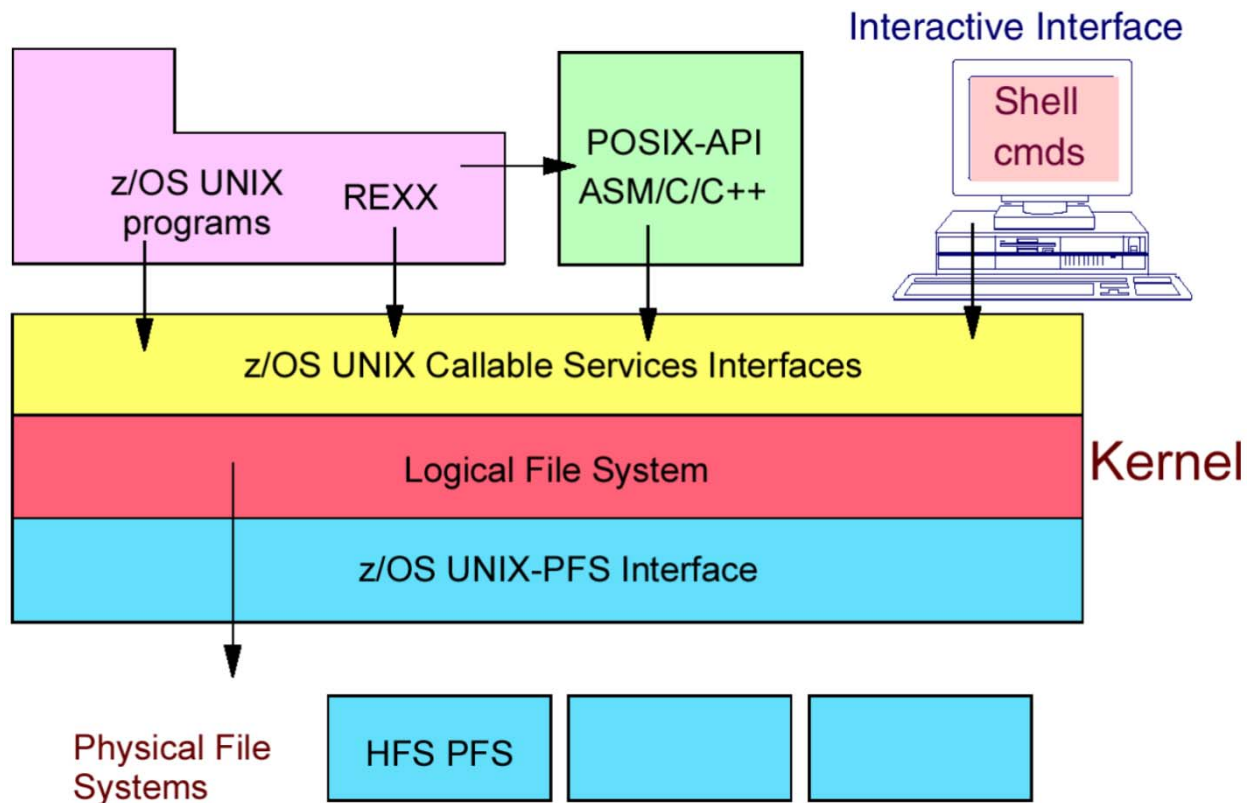 Interactive Interface
Shell
cmds
POSIX-API
ASM/C/C++
z/OS UNIX
programs
REXX
z/OS UNIX Callable Services Interfaces
Logical File System
Kernel
z/OS UNIX-PFS Interface
Physical File
Systems
HFS PFS